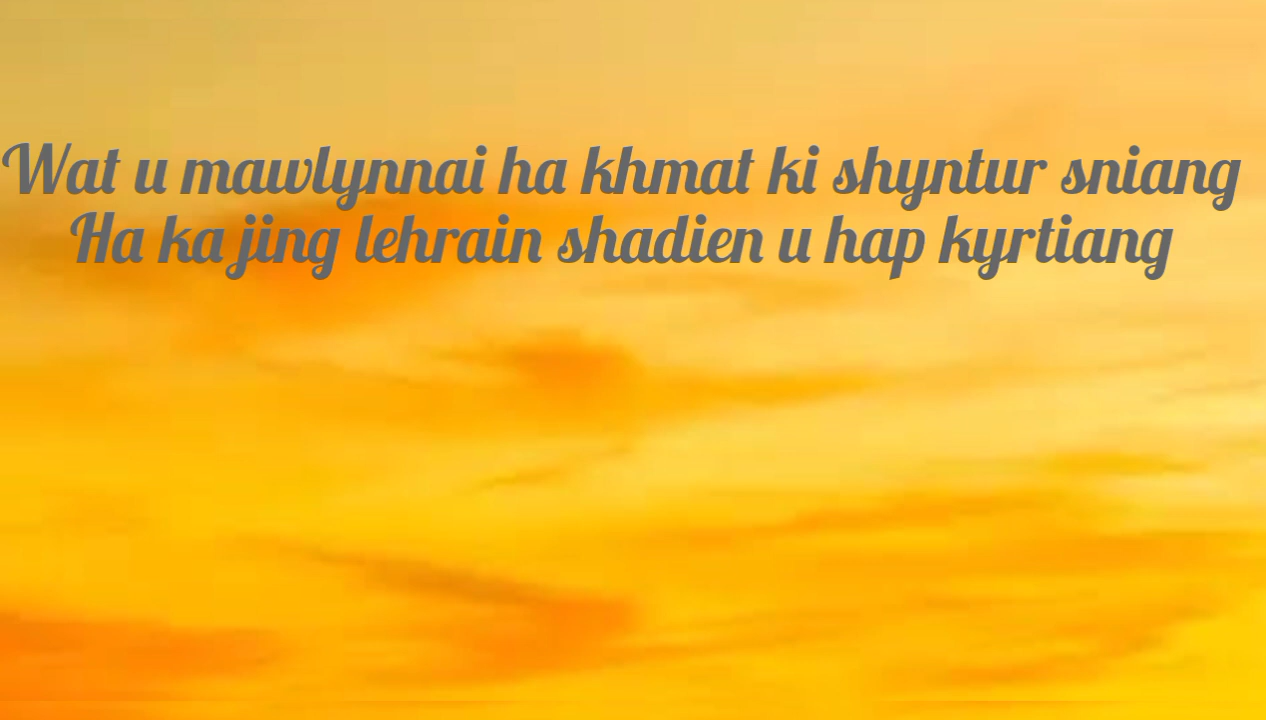 Wat u mawlynnai ha khmat ki shyntur sniang
Ha ka jing lehrain shadien u hap kyrtiang